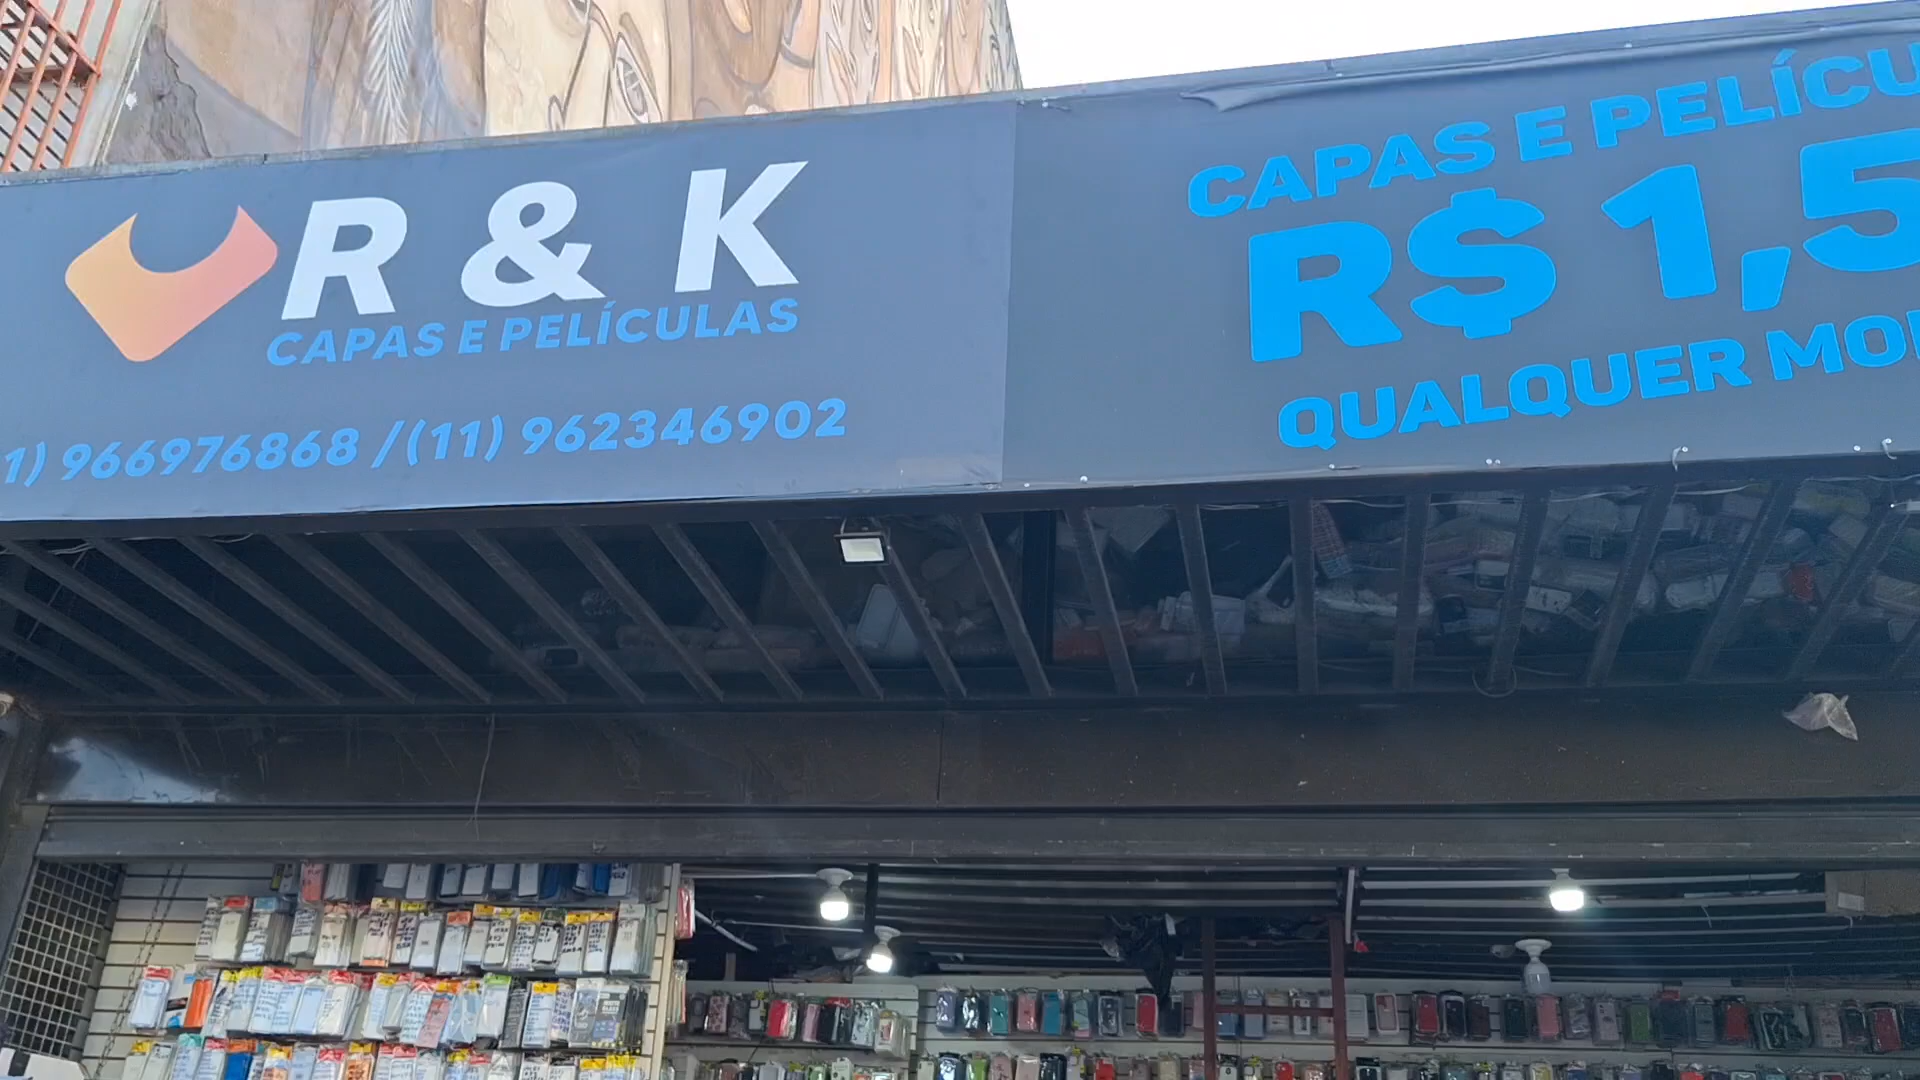 R & K
CAPAS E PELÍCULAS
1) 966976868 /(11) 962346902
CAPAS E PELÍCU
R$ 1,5
QUALQUER MO